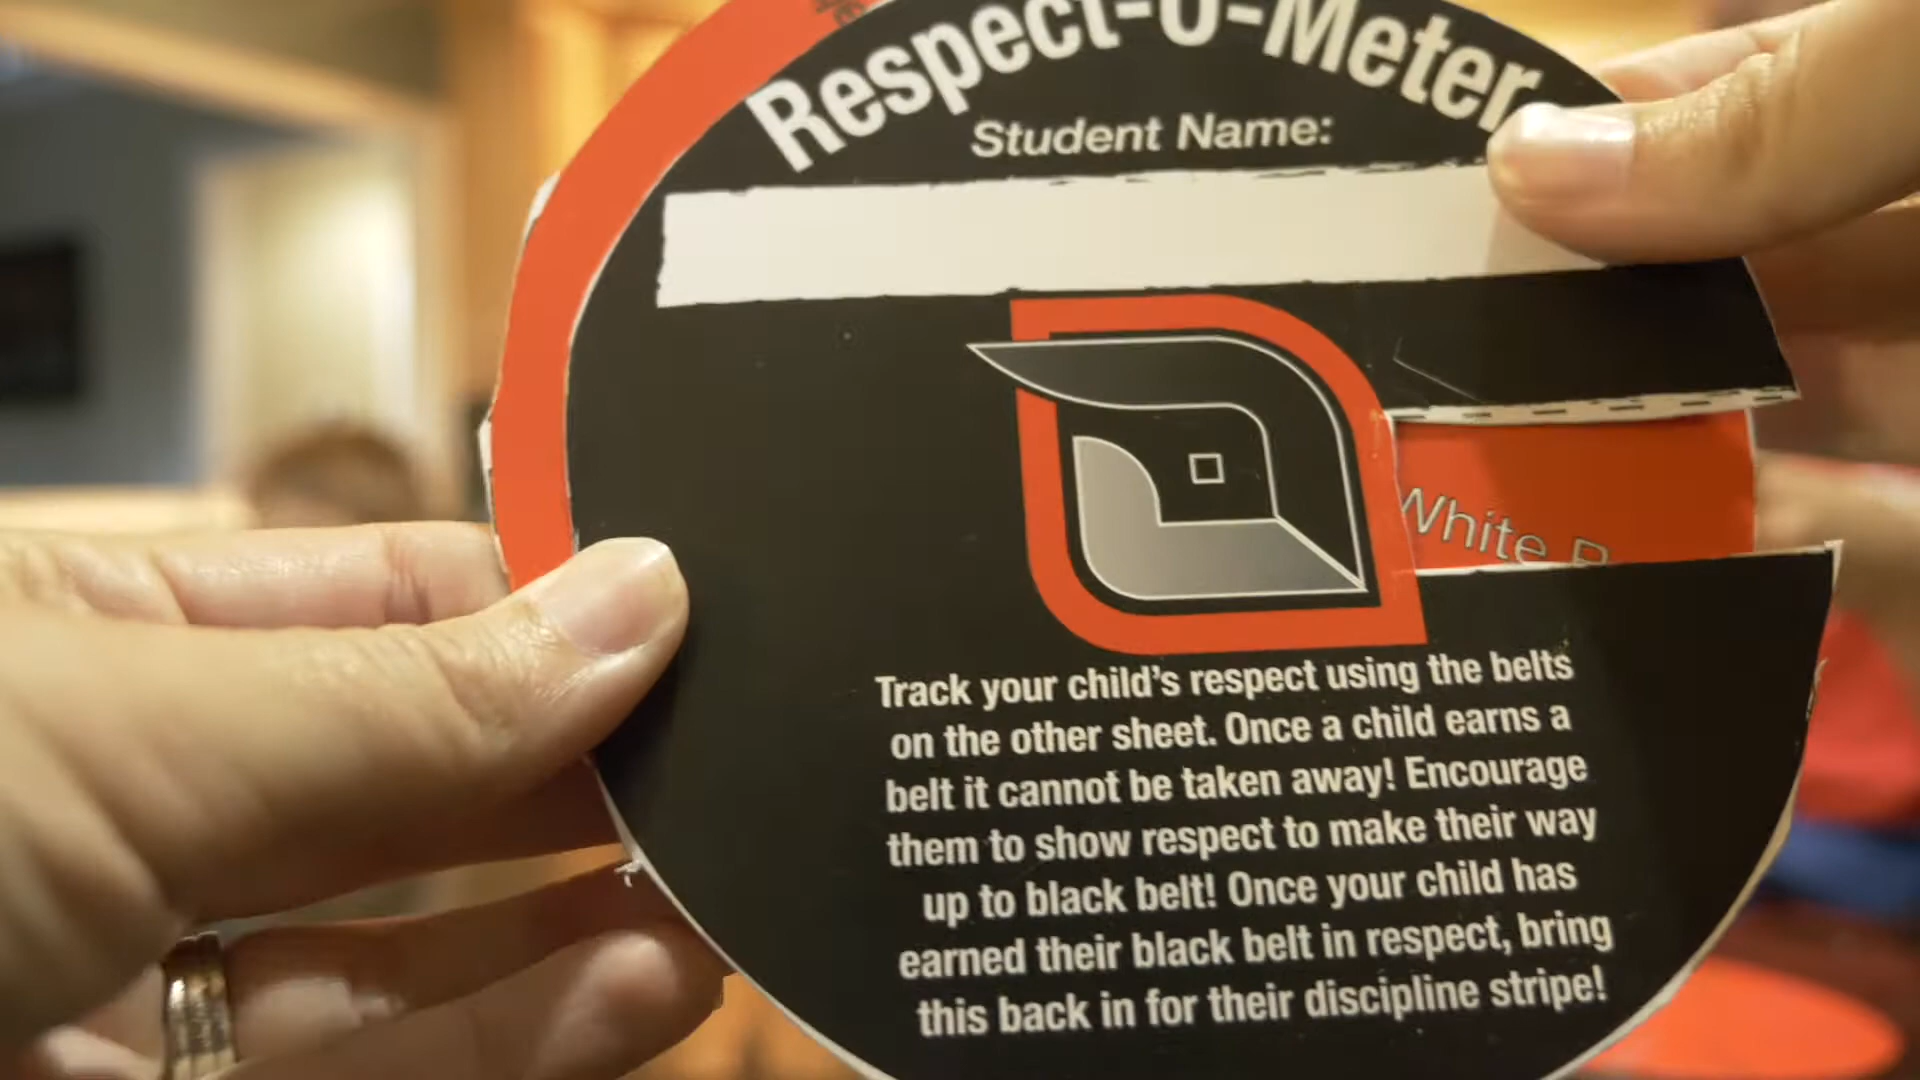 Respect-O-Meter
Student Name:
White
Track your child's respect using the belts
on the other sheet. Once a child earns a
belt it cannot be taken away! Encourage
them to show respect to make their way
up to black belt! Once your child has
earned their black belt in respect, bring
this back in for their discipline stripe!